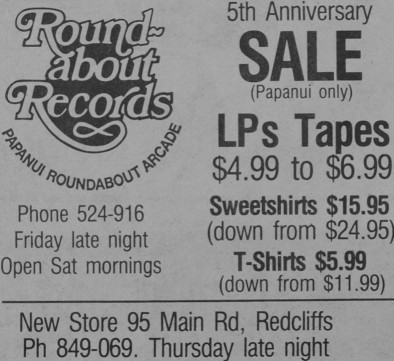 Round-
about
Records
PAPANUI ROUNDABOUT ARCADE
Phone 524-916
Friday late night
Open Sat mornings
5th Anniversary
SALE
(Papanui only)
LPs Tapes
$4.99 to $6.99
Sweetshirts $15.95
(down from $24.95)
T-Shirts $5.99
(down from $11.99)
New Store 95 Main Rd, Redcliffs
Ph 849-069. Thursday late night